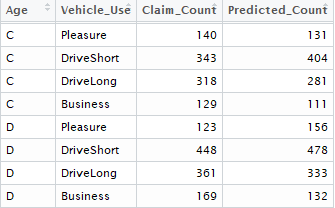 Age Vehicle_Use Claim_Count Predicted_Count
C Pleasure 140 131
C DriveShort 343 404
C DriveLong 318 281
C Business 129 111
D Pleasure 123 156
D DriveShort 448 478
D DriveLong 361 333
D Business 169 132